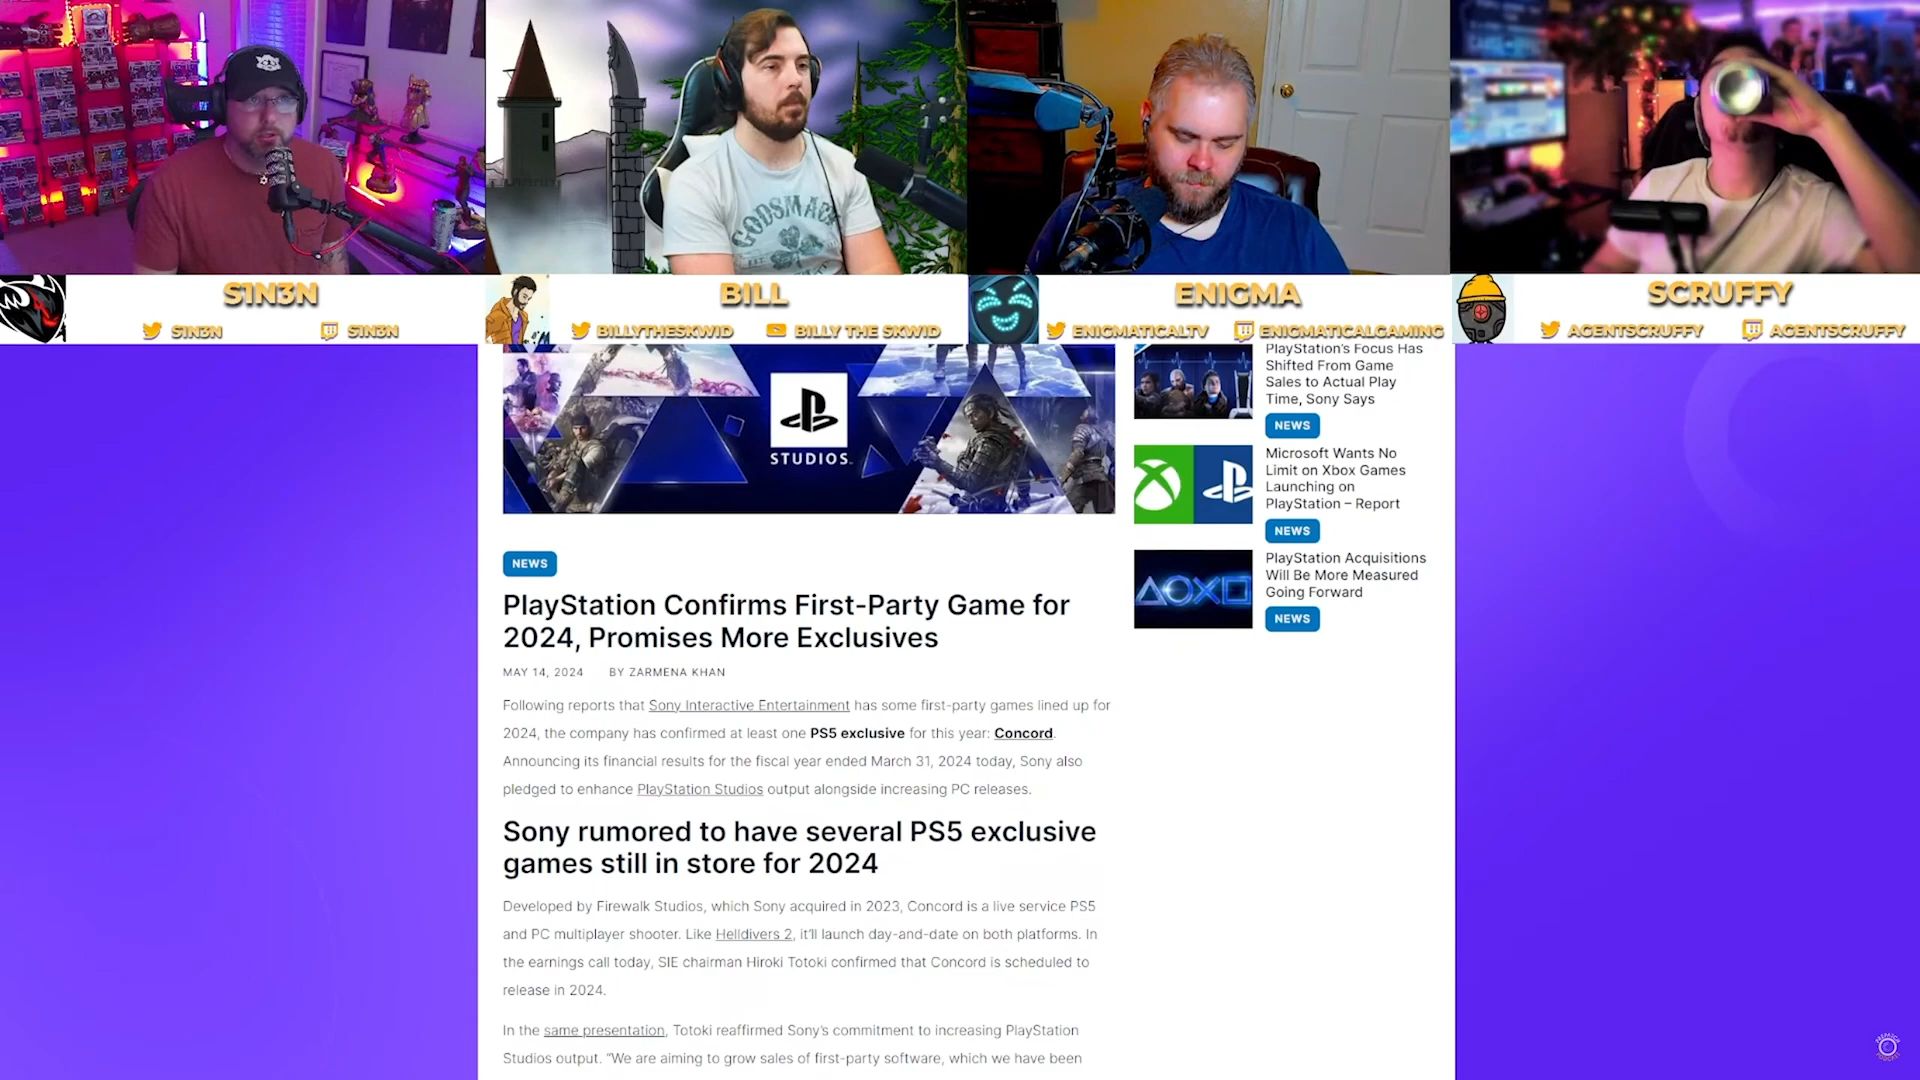 GODSMACK
S1N3N
S1N3N
S1N3N
BILL
BILLYTHESKWID
BILLY THE SKWID
ENIGMA
ENIGMATICALTV
ENIGMATICALGAMING
SCRUFFY
AGENTSCRUFFY
AGENTSCRUFFY
STUDIOS
NEWS
PlayStation Confirms First-Party Game for
2024, Promises More Exclusives
MAY 14, 2024 BY ZARMENA KHAN
Following reports that Sony Interactive Entertainment has some first-party games lined up for
2024, the company has confirmed at least one PS5 exclusive for this year: Concord.
Announcing its financial results for the fiscal year ended March 31, 2024 today, Sony also
pledged to enhance PlayStation Studios output alongside increasing PC releases.
Sony rumored to have several PS5 exclusive
games still in store for 2024
Developed by Firewalk Studios, which Sony acquired in 2023, Concord is a live service PS5
and PC multiplayer shooter. Like Helldivers 2, it'll launch day-and-date on both platforms. In
the earnings call today, SIE chairman Hiroki Totoki confirmed that Concord is scheduled to
release in 2024.
In the same presentation, Totoki reaffirmed Sony's commitment to increasing PlayStation
Studios output. “We are aiming to grow sales of first-party software, which we have been
PlayStation's Focus Has
Shifted From Game
Sales to Actual Play
Time, Sony Says
NEWS
Microsoft Wants No
Limit on Xbox Games
Launching on
PlayStation – Report
NEWS
PlayStation Acquisitions
Will Be More Measured
Going Forward
NEWS